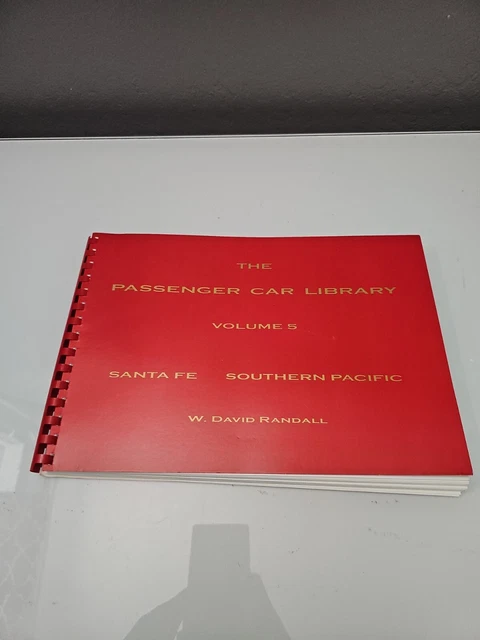 THE
PASSENGER CAR LIBRARY
VOLUME 5
SANTA FE SOUTHERN PACIFIC
W. DAVID RANDALL